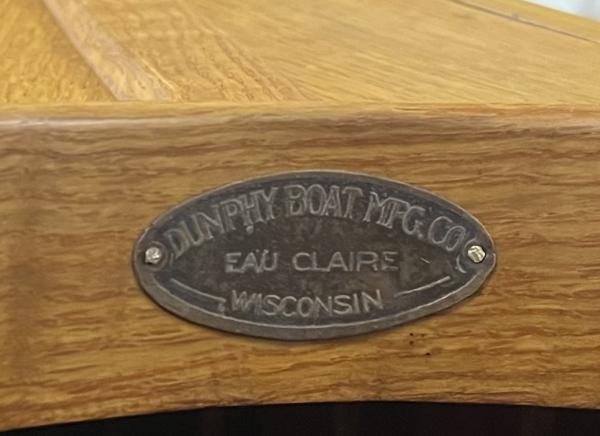 DUNPHY BOAT MFG. CO.
EAU CLAIRE
WISCONSIN